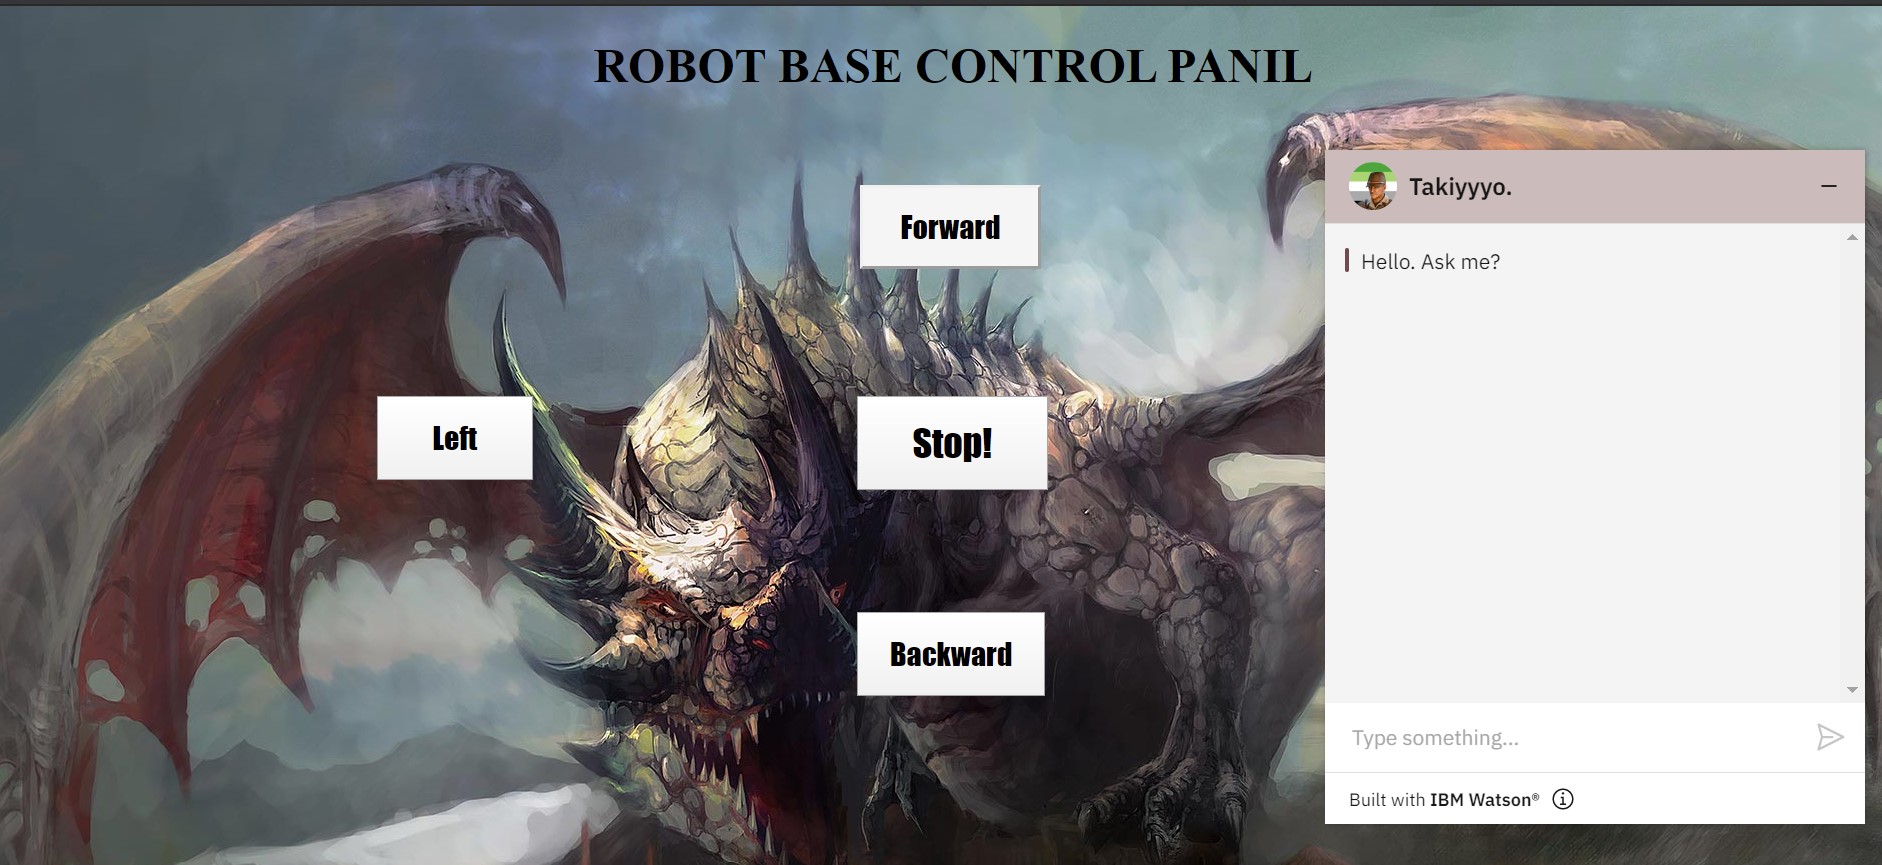 ROBOT BASE CONTROL PANIL
Forward
Left
Stop!
Backward
Takiyyyo.
Hello. Ask me?
Type something...
Built with IBM Watson®